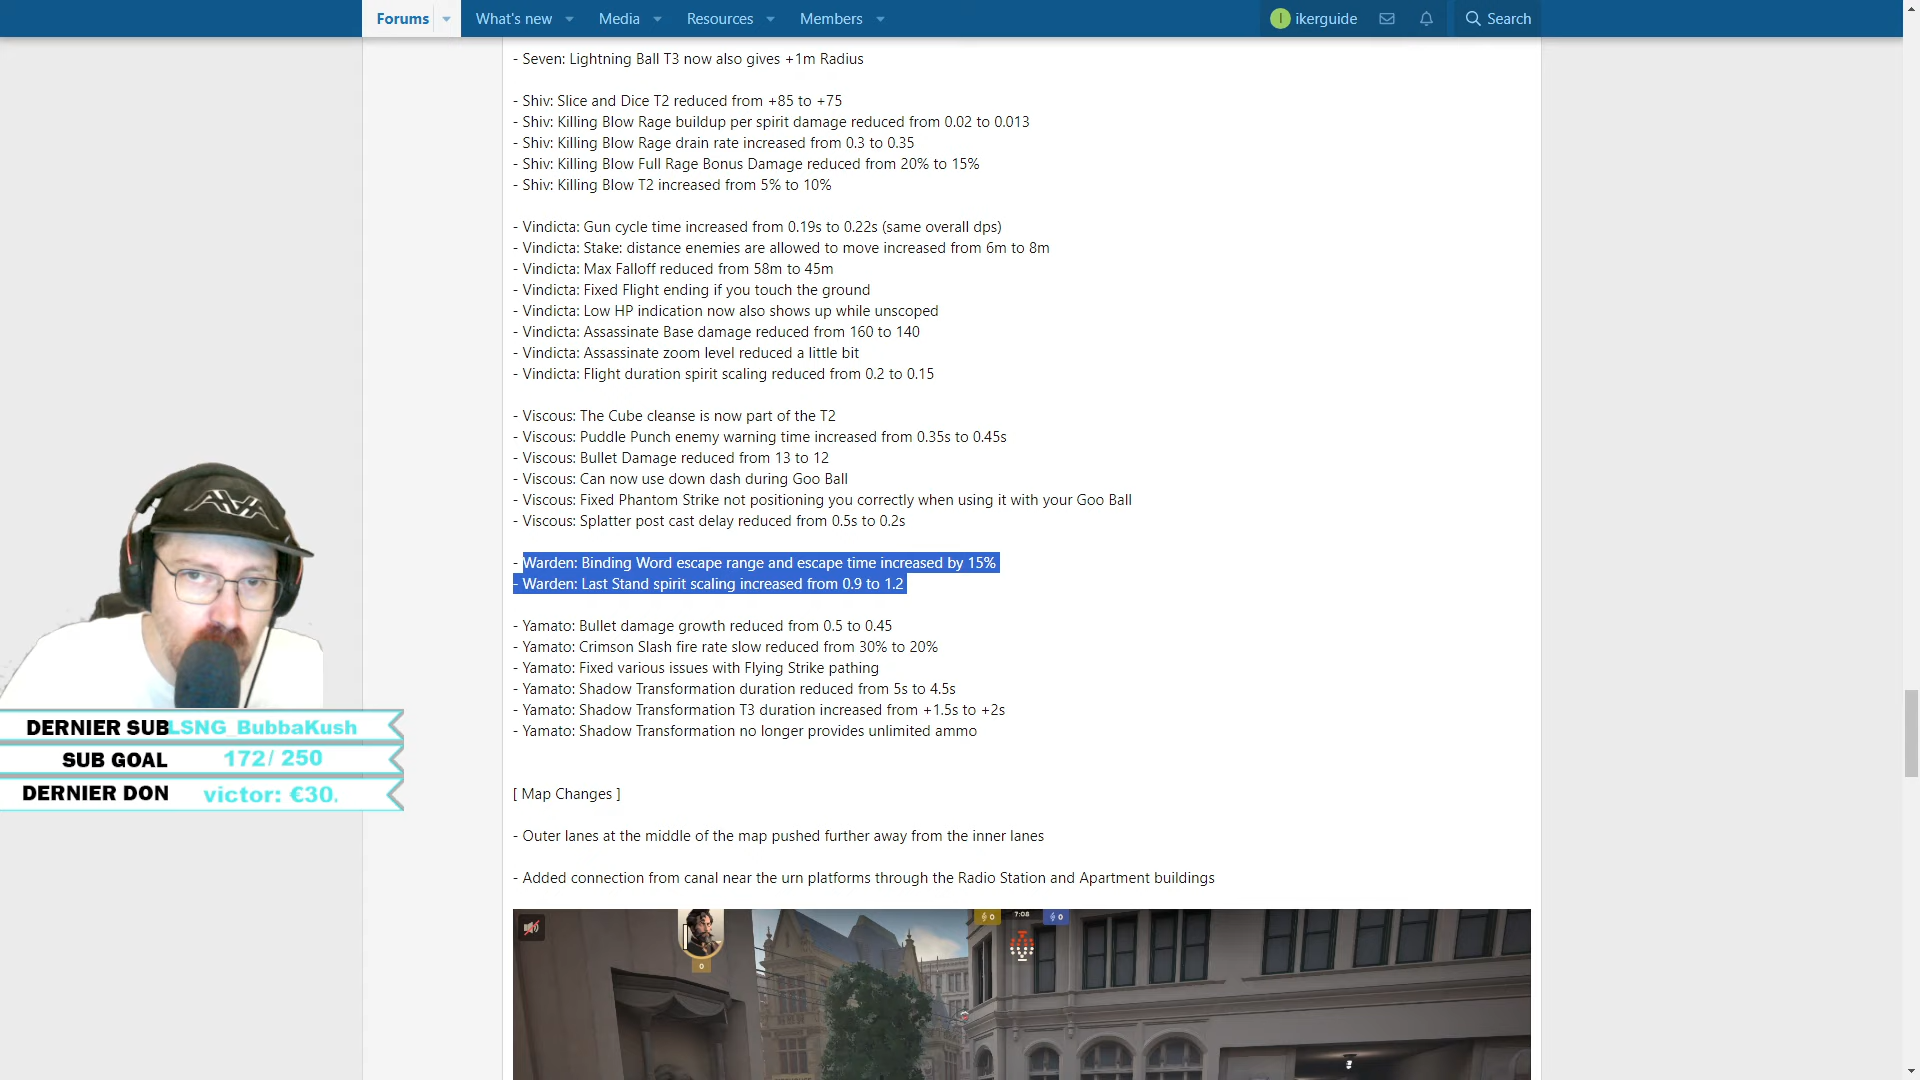 Forums
What's new
Media
Resources
Members
I
ikerguide
Search
- Seven: Lightning Ball T3 now also gives +1m Radius
- Shiv: Slice and Dice T2 reduced from +85 to +75
- Shiv: Killing Blow Rage buildup per spirit damage reduced from 0.02 to 0.013
- Shiv: Killing Blow Rage drain rate increased from 0.3 to 0.35
- Shiv: Killing Blow Full Rage Bonus Damage reduced from 20% to 15%
- Shiv: Killing Blow T2 increased from 5% to 10%
- Vindicta: Gun cycle time increased from 0.19s to 0.22s (same overall dps)
- Vindicta: Stake: distance enemies are allowed to move increased from 6m to 8m
- Vindicta: Max Falloff reduced from 58m to 45m
- Vindicta: Fixed Flight ending if you touch the ground
- Vindicta: Low HP indication now also shows up while unscoped
- Vindicta: Assassinate Base damage reduced from 160 to 140
- Vindicta: Assassinate zoom level reduced a little bit
- Vindicta: Flight duration spirit scaling reduced from 0.2 to 0.15
- Viscous: The Cube cleanse is now part of the T2
- Viscous: Puddle Punch enemy warning time increased from 0.35s to 0.45s
- Viscous: Bullet Damage reduced from 13 to 12
- Viscous: Can now use down dash during Goo Ball
- Viscous: Fixed Phantom Strike not positioning you correctly when using it with your Goo Ball
- Viscous: Splatter post cast delay reduced from 0.5s to 0.2s
- Warden: Binding Word escape range and escape time increased by 15%
- Warden: Last Stand spirit scaling increased from 0.9 to 1.2
- Yamato: Bullet damage growth reduced from 0.5 to 0.45
- Yamato: Crimson Slash fire rate slow reduced from 30% to 20%
- Yamato: Fixed various issues with Flying Strike pathing
- Yamato: Shadow Transformation duration reduced from 5s to 4.5s
- Yamato: Shadow Transformation T3 duration increased from +1.5s to +2s
- Yamato: Shadow Transformation no longer provides unlimited ammo
[ Map Changes ]
- Outer lanes at the middle of the map pushed further away from the inner lanes
- Added connection from canal near the urn platforms through the Radio Station and Apartment buildings
0
7:08
0
0
AVA
DERNIER SUB LSNG_BubbaKush
SUB GOAL 172/ 250
DERNIER DON victor: €30.